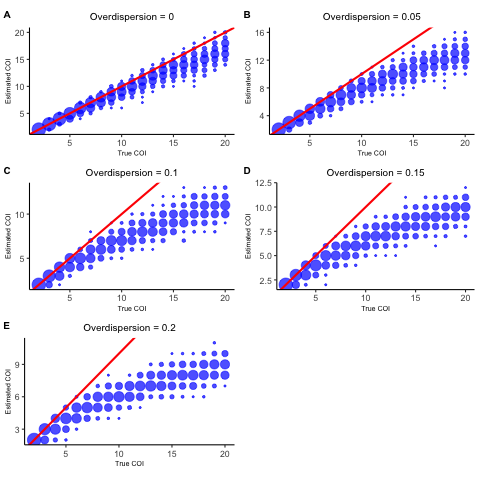 A
Overdispersion = 0
Estimated COI
20
15
10
5
5
10
15
20
True COI
B
Overdispersion = 0.05
Estimated COI
16
12
8
4
5
10
15
20
True COI
C
Overdispersion = 0.1
Estimated COI
10
5
5
10
15
20
True COI
D
Overdispersion = 0.15
Estimated COI
12.5
10.0
7.5
5.0
2.5
5
10
15
20
True COI
E
Overdispersion = 0.2
Estimated COI
9
6
3
5
10
15
20
True COI